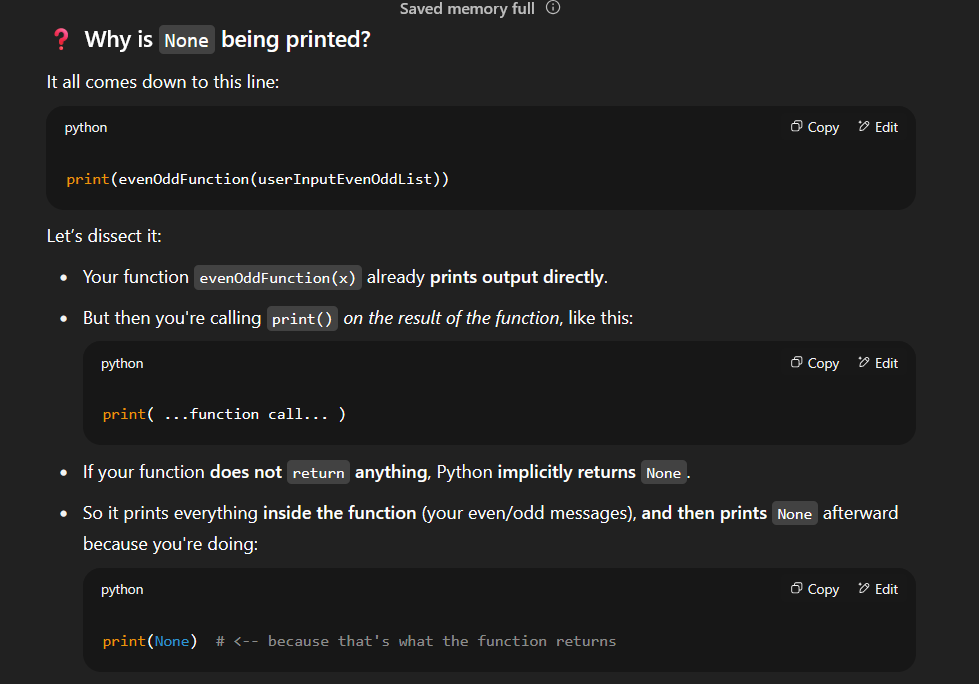 Saved memory full
❓ Why is None being printed?
It all comes down to this line:
python
Copy Edit
print(evenOddFunction(userInputEvenOddList))
Let’s dissect it:
• Your function evenOddFunction(x) already prints output directly.
• But then you're calling print() on the result of the function, like this:
python
Copy Edit
print( ...function call... )
• If your function does not return anything, Python implicitly returns None.
• So it prints everything inside the function (your even/odd messages), and then prints None afterward
because you're doing:
python
Copy Edit
print(None)  # <-- because that's what the function returns